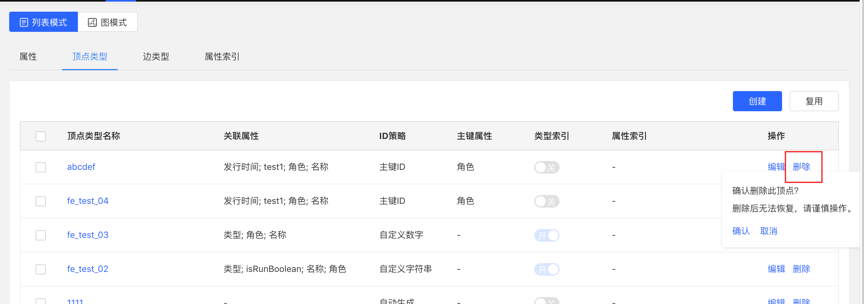 列表模式 图模式
属性 顶点类型 边类型 属性索引
创建 复用
顶点类型名称 关联属性 ID策略 主键属性 类型索引 属性索引 操作
abcdef 发行时间; test1; 角色; 名称 主键ID 角色 关 - 编辑 删除
确认删除此顶点?
删除后无法恢复，请谨慎操作。
确认 取消
fe_test_04 发行时间; test1; 角色; 名称 主键ID 角色 关 -
fe_test_03 类型; 角色; 名称 自定义数字 - 开 -
fe_test_02 类型; isRunBoolean; 名称; 角色 自定义字符串 - 开 - 编辑 删除
1111 - 自动生成 - 关 - 编辑 删除